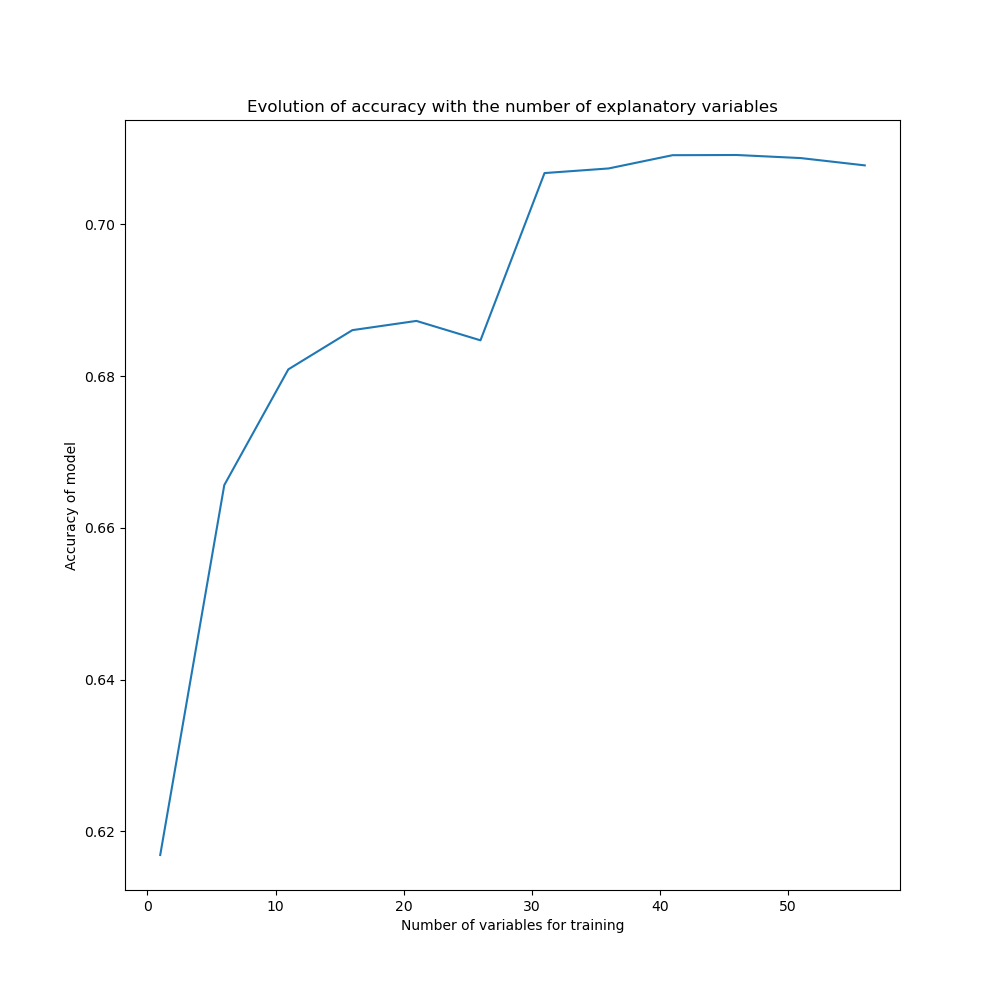 Evolution of accuracy with the number of explanatory variables
0.70
0.68
0.66
0.64
0.62
Accuracy of model
0 10 20 30 40 50
Number of variables for training